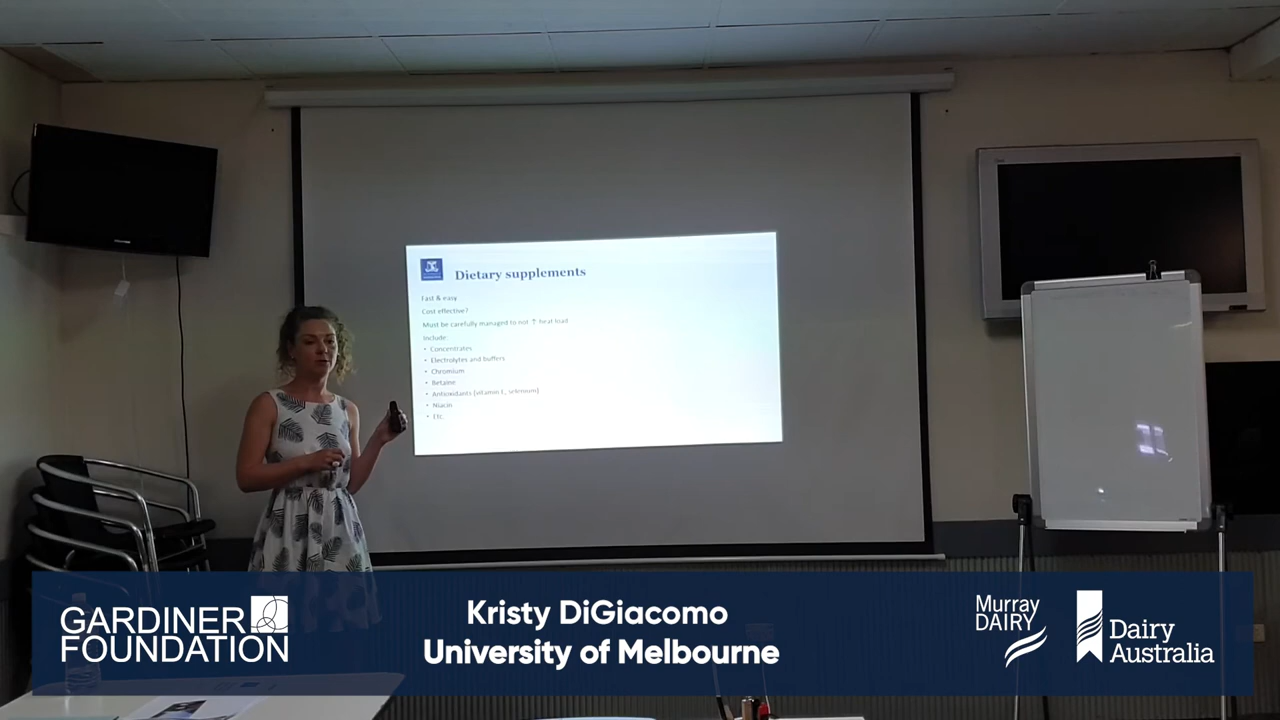 Dietary supplements
Fast & easy
Cost effective?
Must be carefully managed to not ↑ heat load
Include:
• Concentrates
• Electrolytes and buffers
• Chromium
• Betaine
• Antioxidants (vitamin E, selenium)
• Niacin
• Etc.
GARDINER
FOUNDATION
Kristy DiGiacomo
University of Melbourne
Murray
DAIRY
Dairy
Australia